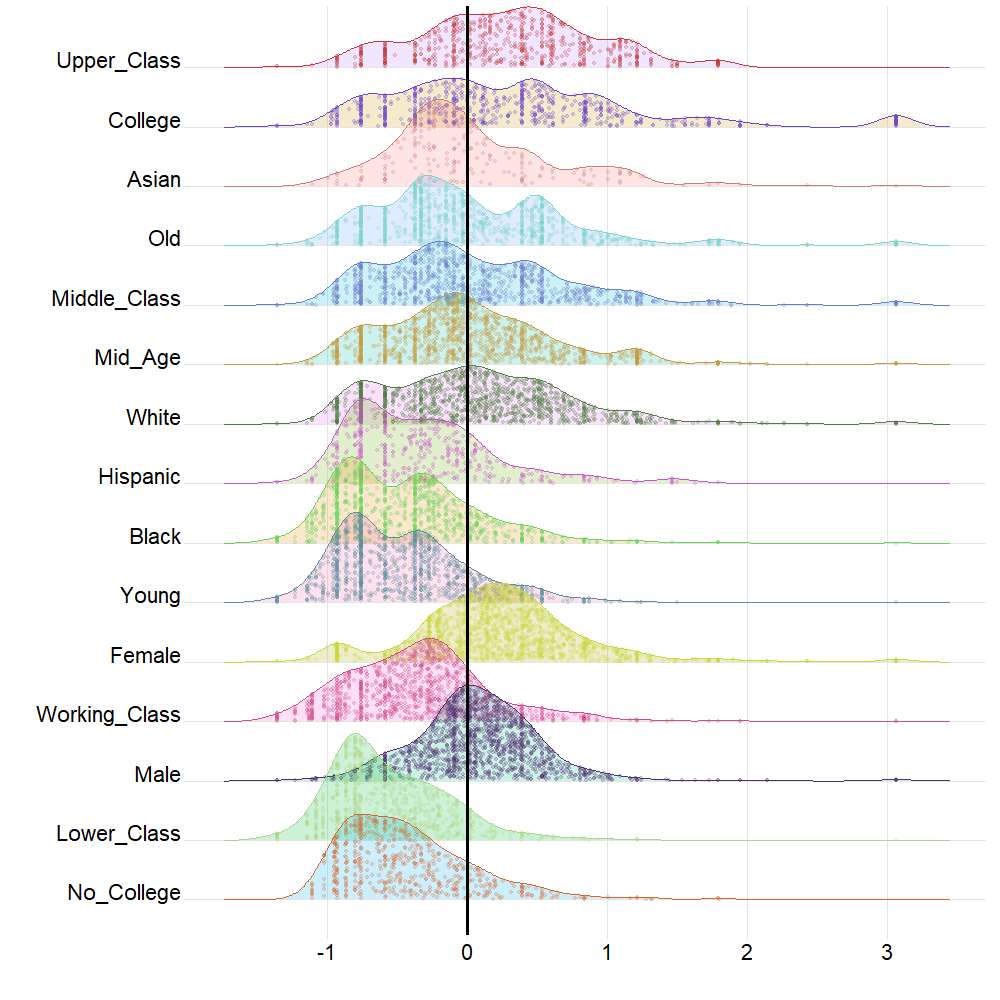 Upper_Class
College
Asian
Old
Middle_Class
Mid_Age
White
Hispanic
Black
Young
Female
Working_Class
Male
Lower_Class
No_College
-1 0 1 2 3